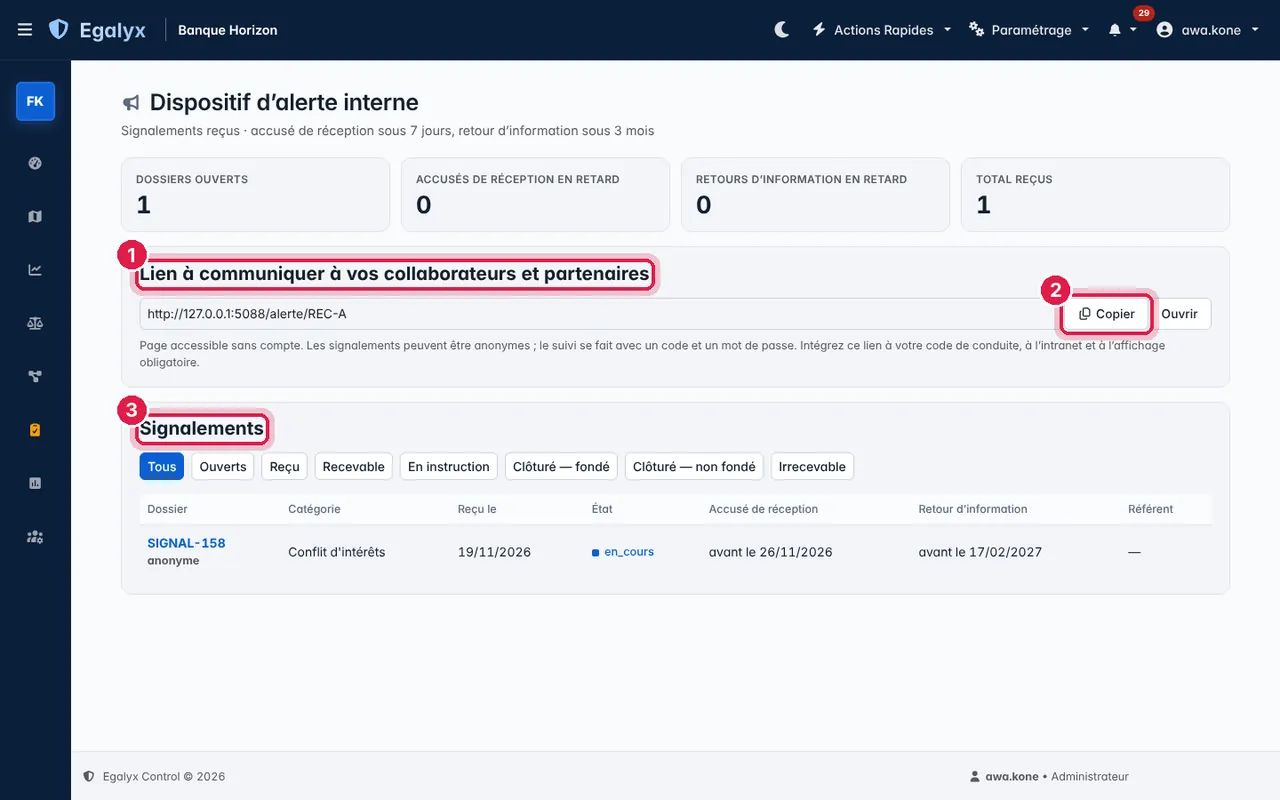 Egalyx
Banque Horizon
Actions Rapides
Paramétrage
29
awa.kone
FK
Dispositif d’alerte interne
Signalements reçus · accusé de réception sous 7 jours, retour d’information sous 3 mois
DOSSIERS OUVERTS
1
ACCUSÉS DE RÉCEPTION EN RETARD
0
RETOURS D’INFORMATION EN RETARD
0
TOTAL REÇUS
1
1
Lien à communiquer à vos collaborateurs et partenaires
2
http://127.0.0.1:5088/alerte/REC-A
Copier
Ouvrir
Page accessible sans compte. Les signalements peuvent être anonymes ; le suivi se fait avec un code et un mot de passe. Intégrez ce lien à votre code de conduite, à l’intranet et à l’affichage
obligatoire.
3
Signalements
Tous Ouverts Reçu Recevable En instruction Clôturé — fondé Clôturé — non fondé Irrecevable
Dossier Catégorie Reçu le État Accusé de réception Retour d’information Référent
SIGNAL-158 Conflit d'intérêts 19/11/2026 en_cours avant le 26/11/2026 avant le 17/02/2027 —
anonyme
Egalyx Control © 2026
awa.kone • Administrateur